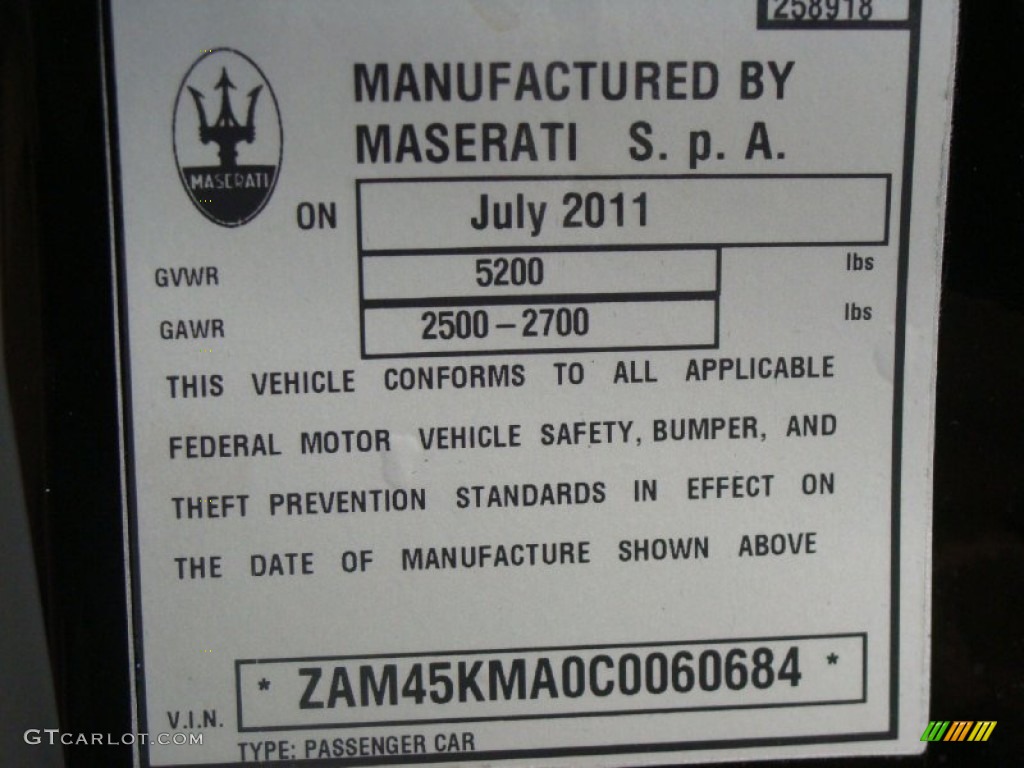 258918
MANUFACTURED BY
MASERATI S. p. A.
MASERATI
ON July 2011
GVWR 5200 lbs
GAWR 2500 – 2700 lbs
THIS VEHICLE CONFORMS TO ALL APPLICABLE
FEDERAL MOTOR VEHICLE SAFETY, BUMPER, AND
THEFT PREVENTION STANDARDS IN EFFECT ON
THE DATE OF MANUFACTURE SHOWN ABOVE
V.I.N. * ZAM45KMA0C0060684 *
TYPE: PASSENGER CAR
GTCARLOT.COM